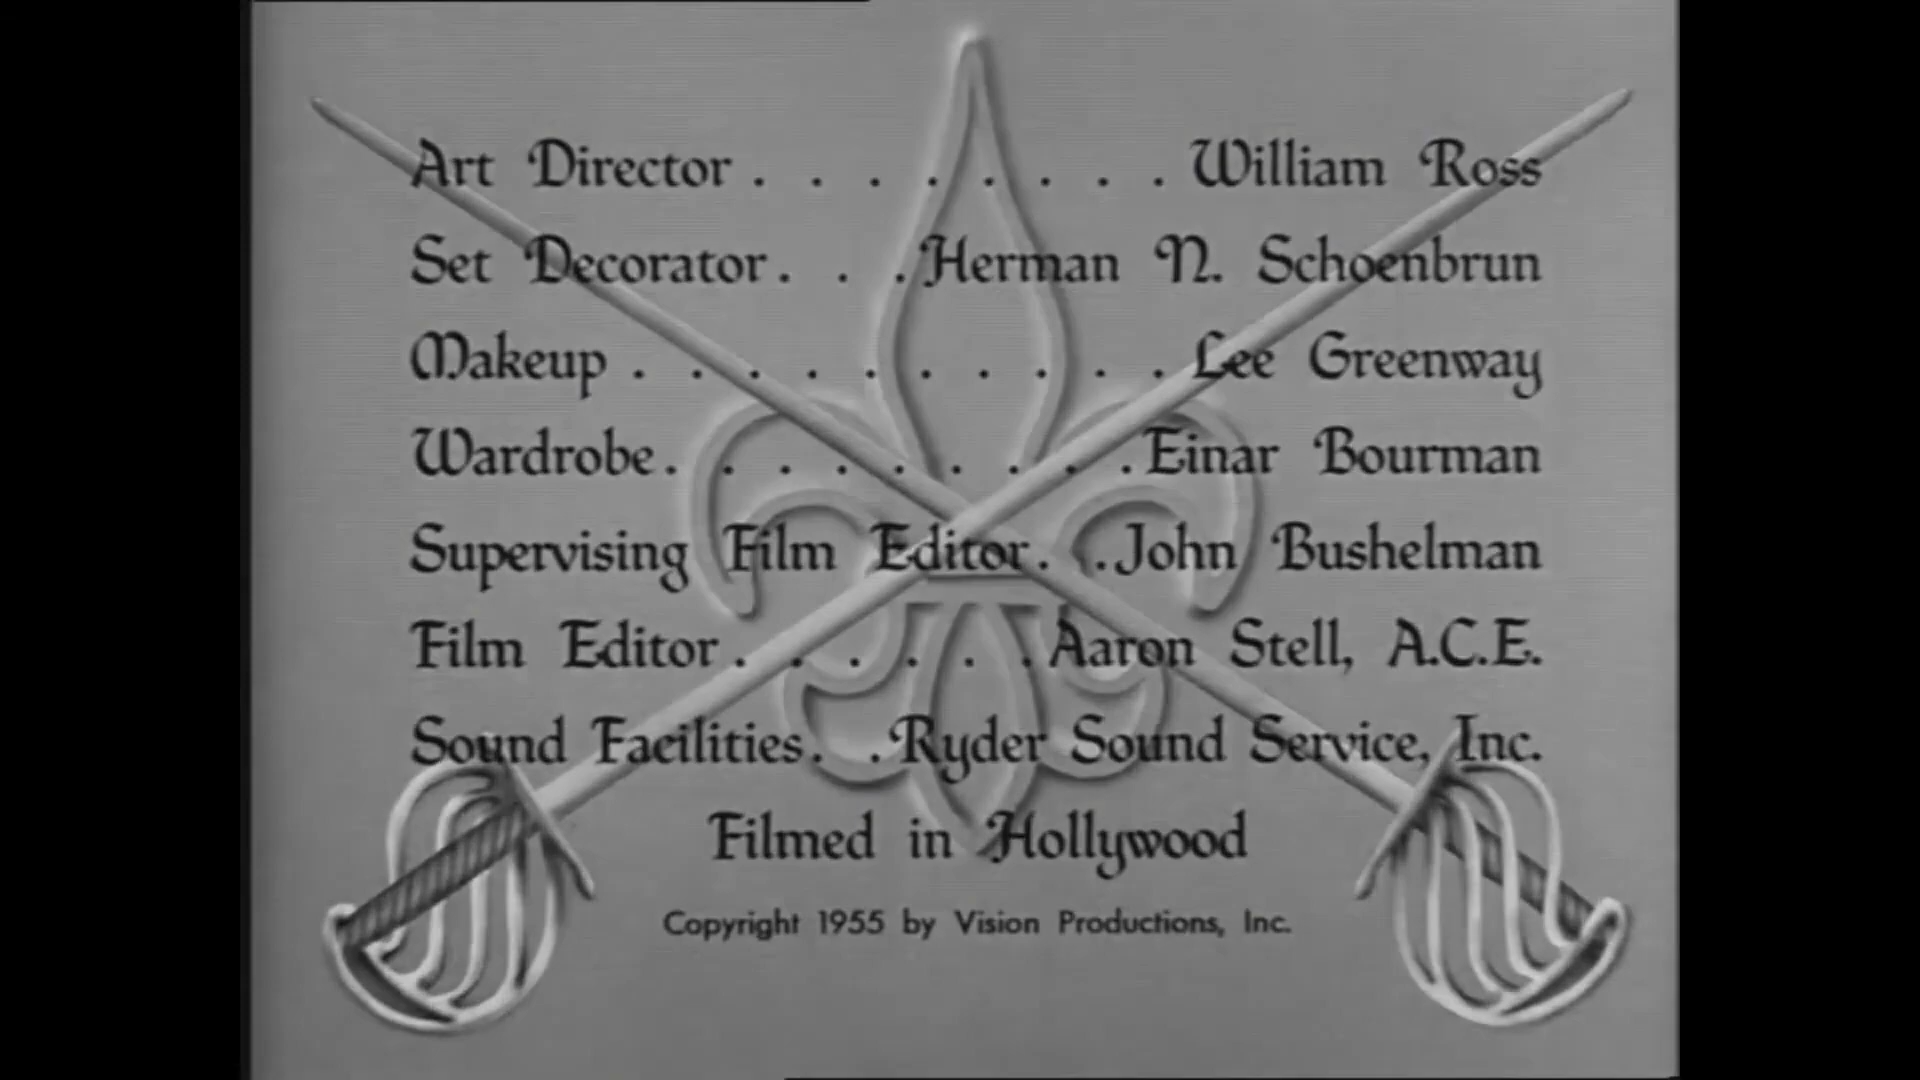 Art Director . . . . . . . . William Ross
Set Decorator . . . Herman N. Schoenbrun
Makeup . . . . . . . . . . Lee Greenway
Wardrobe . . . . . . . . . Einar Bourman
Supervising Film Editor . . John Bushelman
Film Editor . . . . . . Aaron Stell, A.C.E.
Sound Facilities . . Ryder Sound Service, Inc.
Filmed in Hollywood
Copyright 1955 by Vision Productions, Inc.